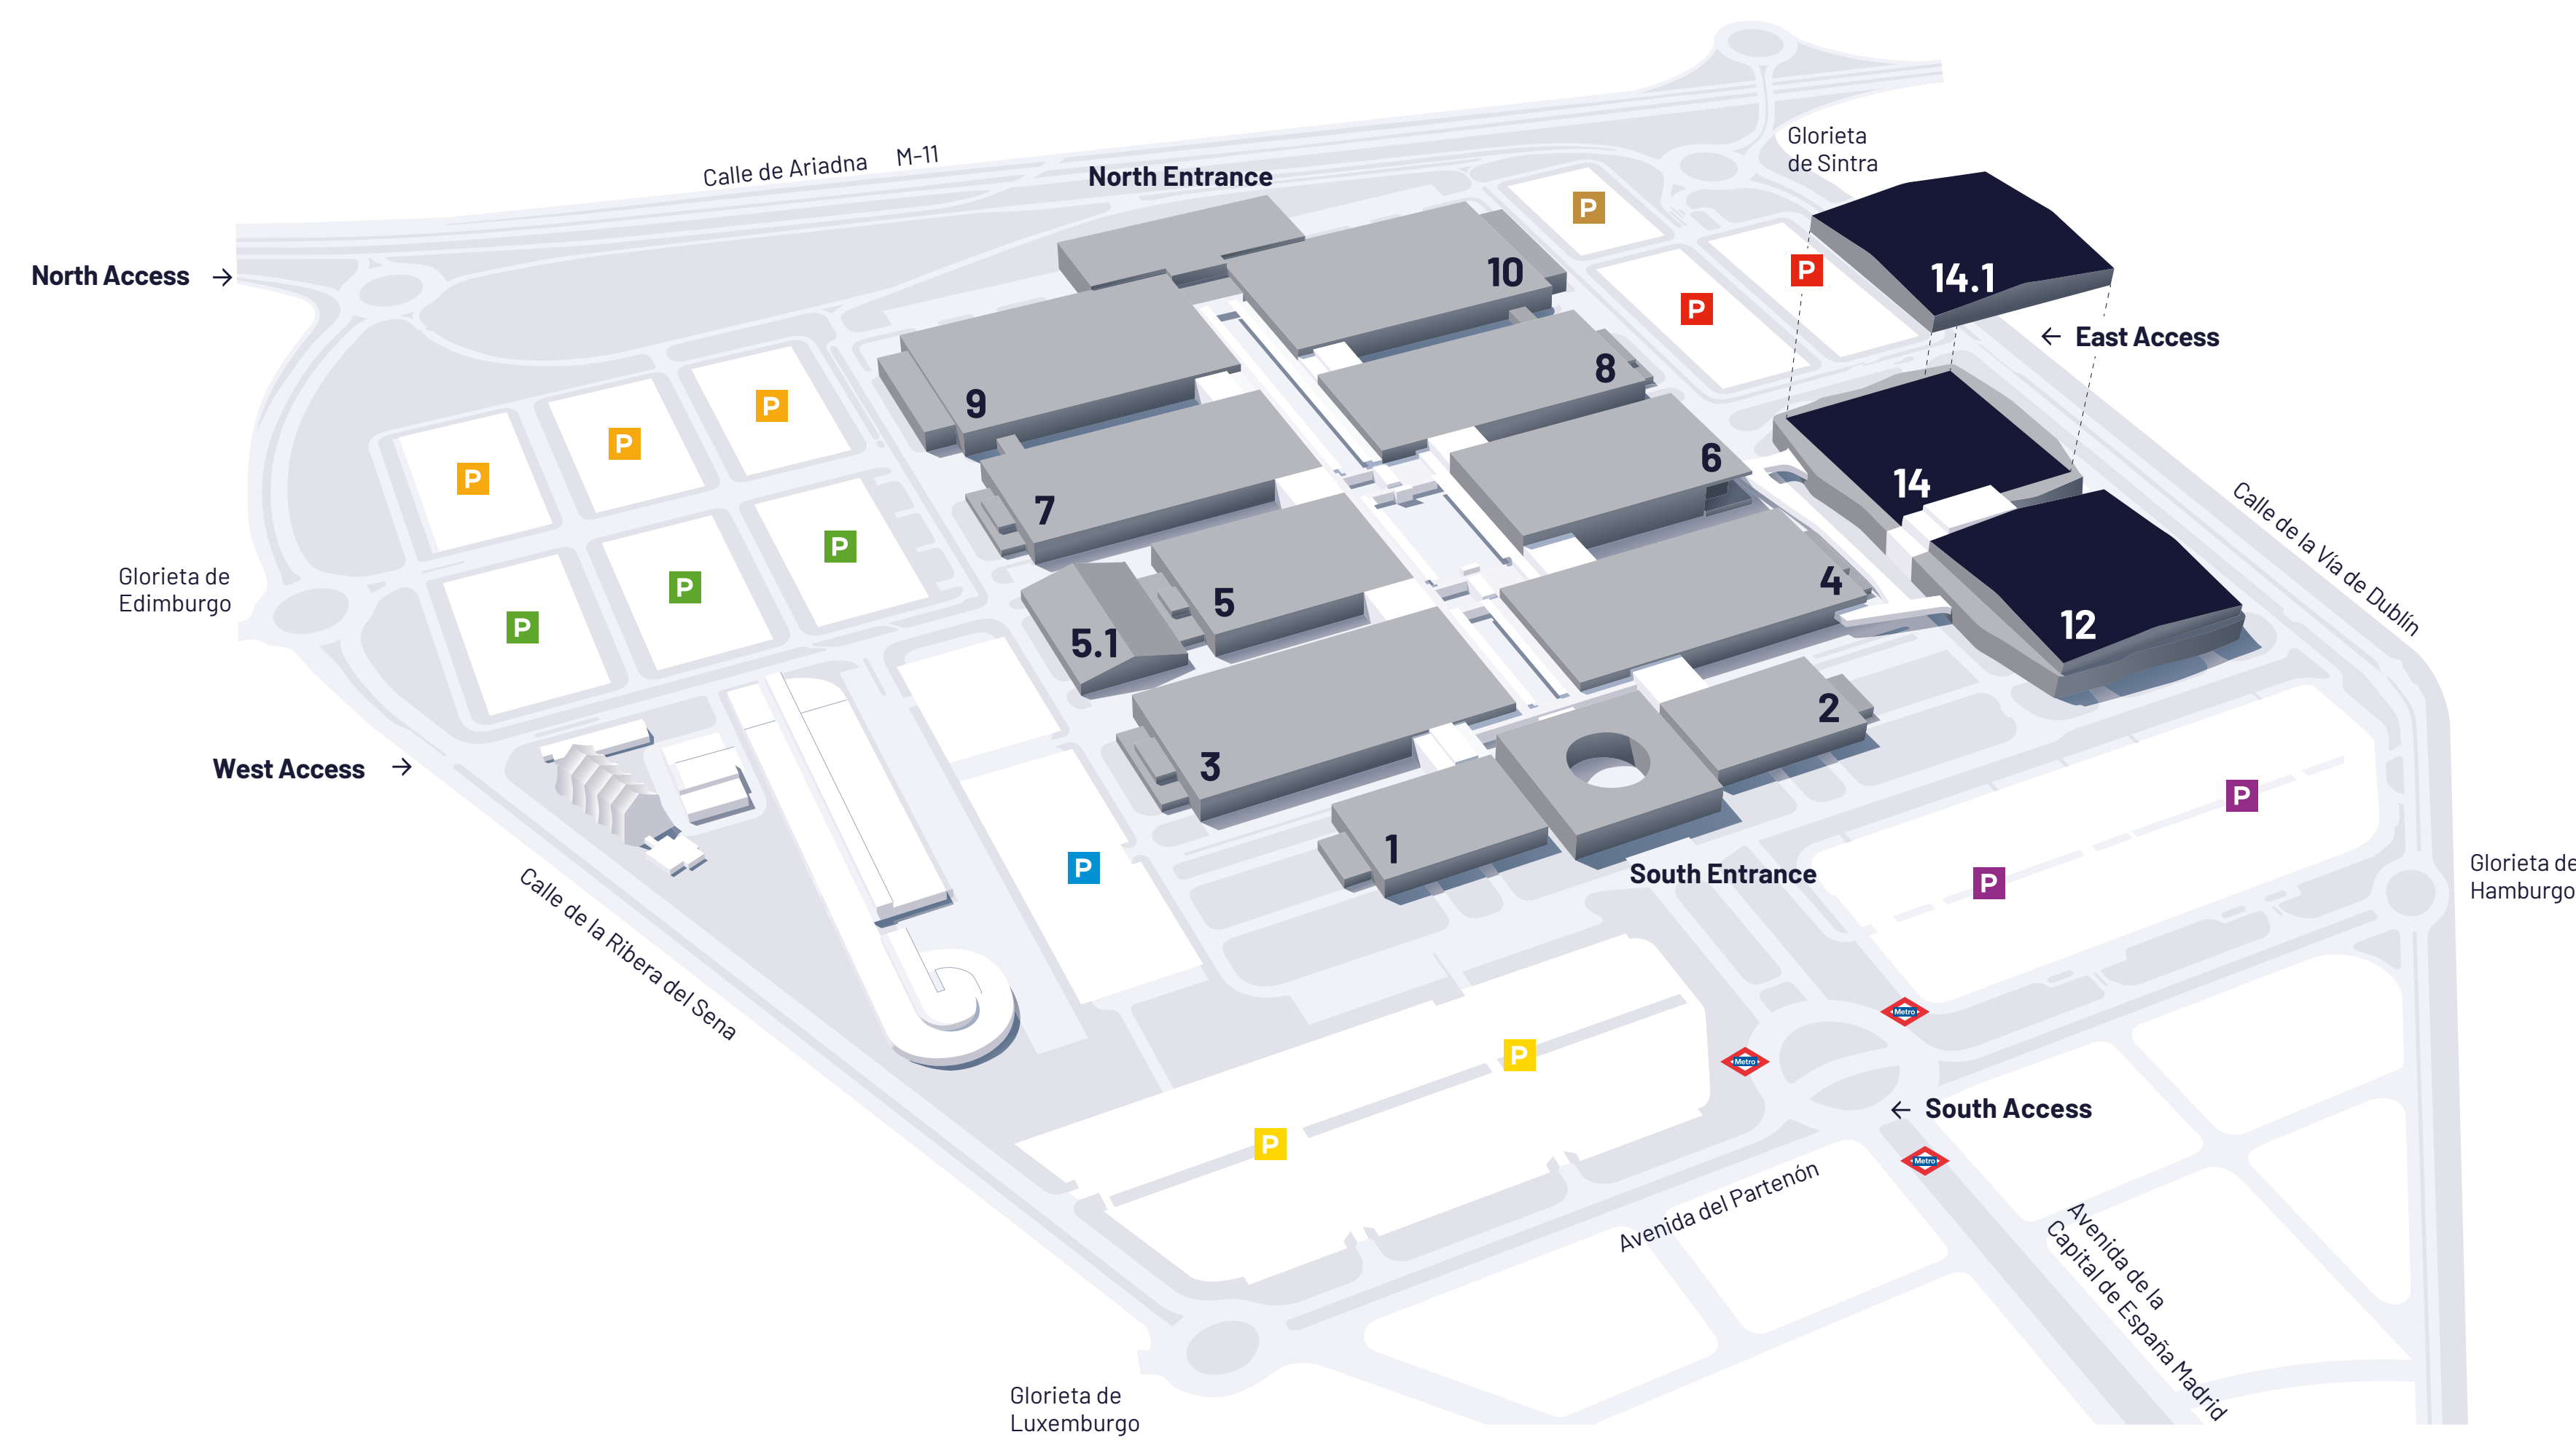 Glorieta
de Sintra
Calle de Ariadna M-11
North Entrance
P
10
P
P
14.1
North Access →
← East Access
8
9
P
P
P
6
14
7
Calle de la Vía de Dublín
P
P
P
Glorieta de
Edimburgo
5
4
12
5.1
2
3
West Access →
1
P
P
P
South Entrance
Glorieta de
Hamburgo
Calle de la Ribera del Sena
Metro
Metro
P
P
← South Access
Metro
Avenida del Partenón
Avenida de la
Capital de España Madrid
Glorieta de
Luxemburgo